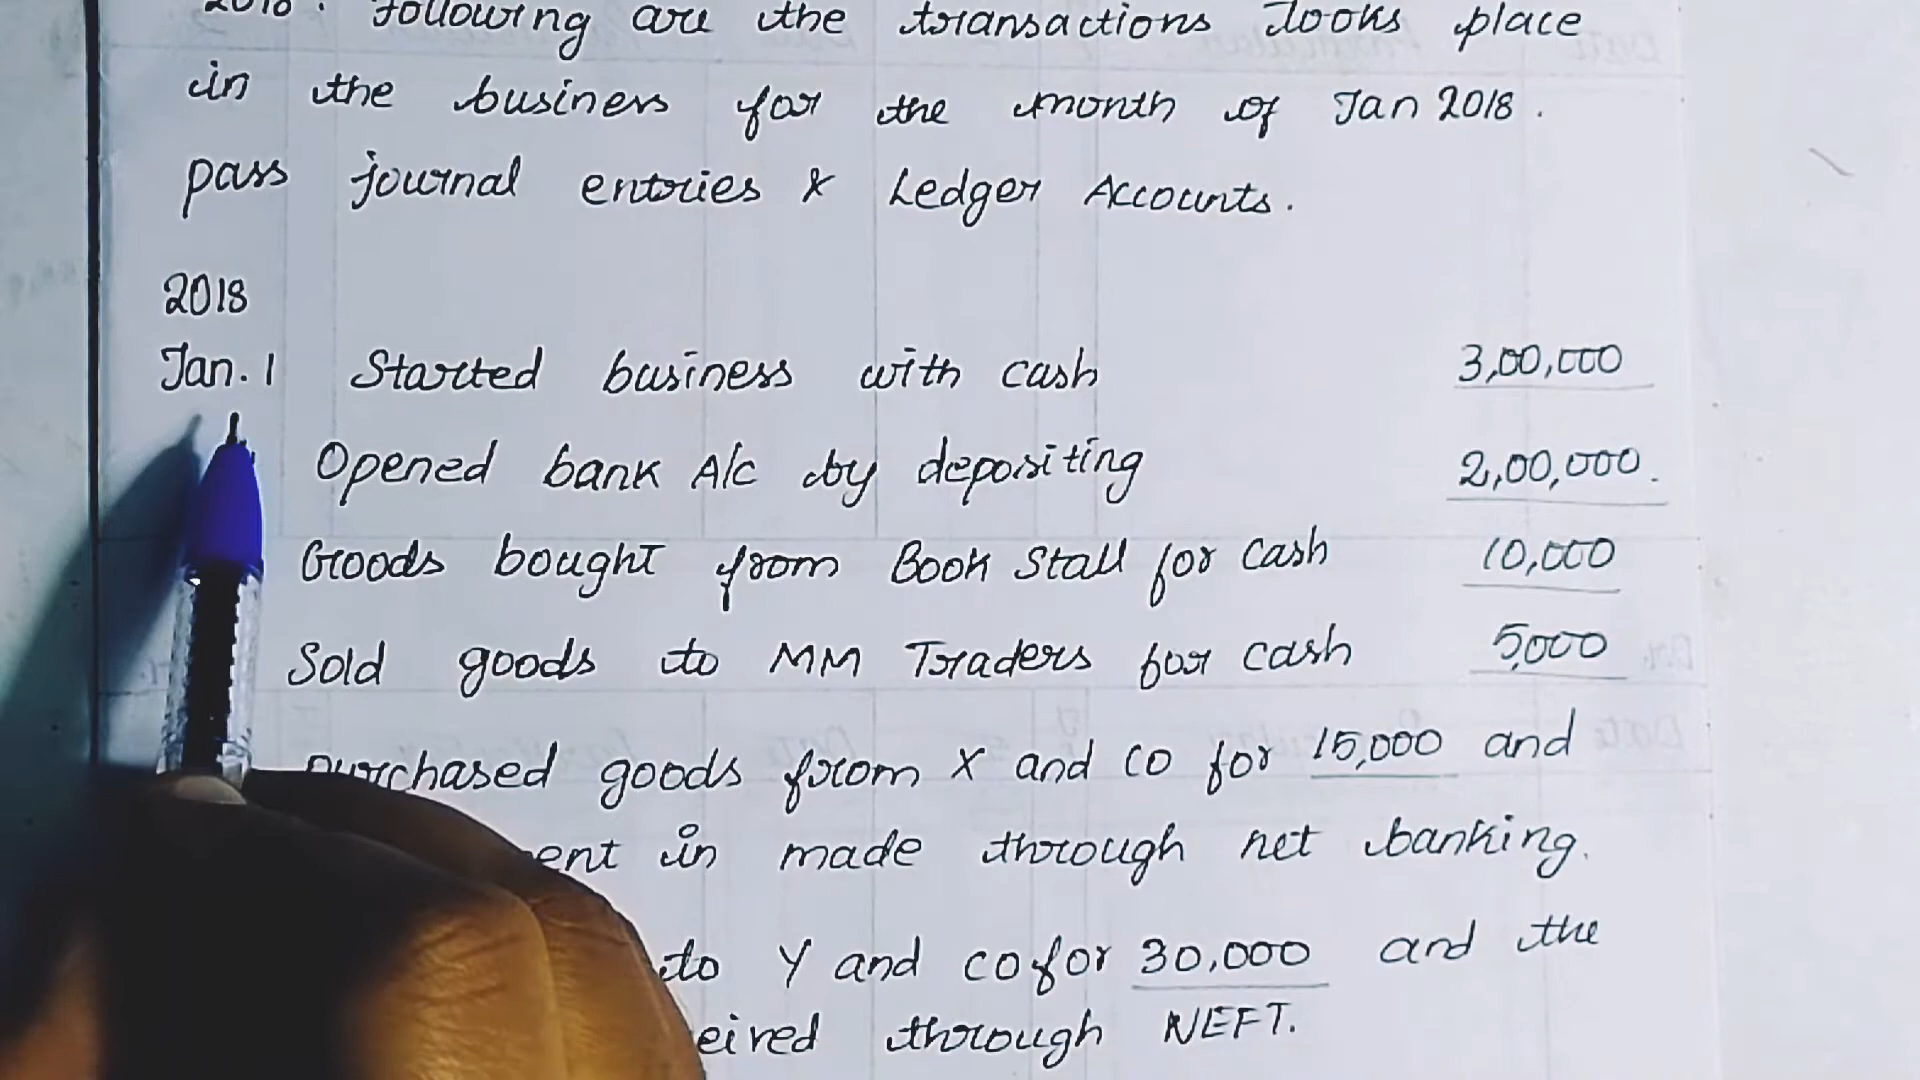 2018. Following are the transactions tooks place
in the business for the month of Jan 2018.
pass journal entries & Ledger Accounts.
2018
Jan. 1 Started business with cash 3,00,000
Opened bank A/c by depositing 2,00,000.
Goods bought from Book Stall for cash 10,000
Sold goods to MM Traders for cash 5,000
purchased goods from X and co for 15,000 and
ent in made through net banking.
to Y and co for 30,000 and the
eived through NEFT.